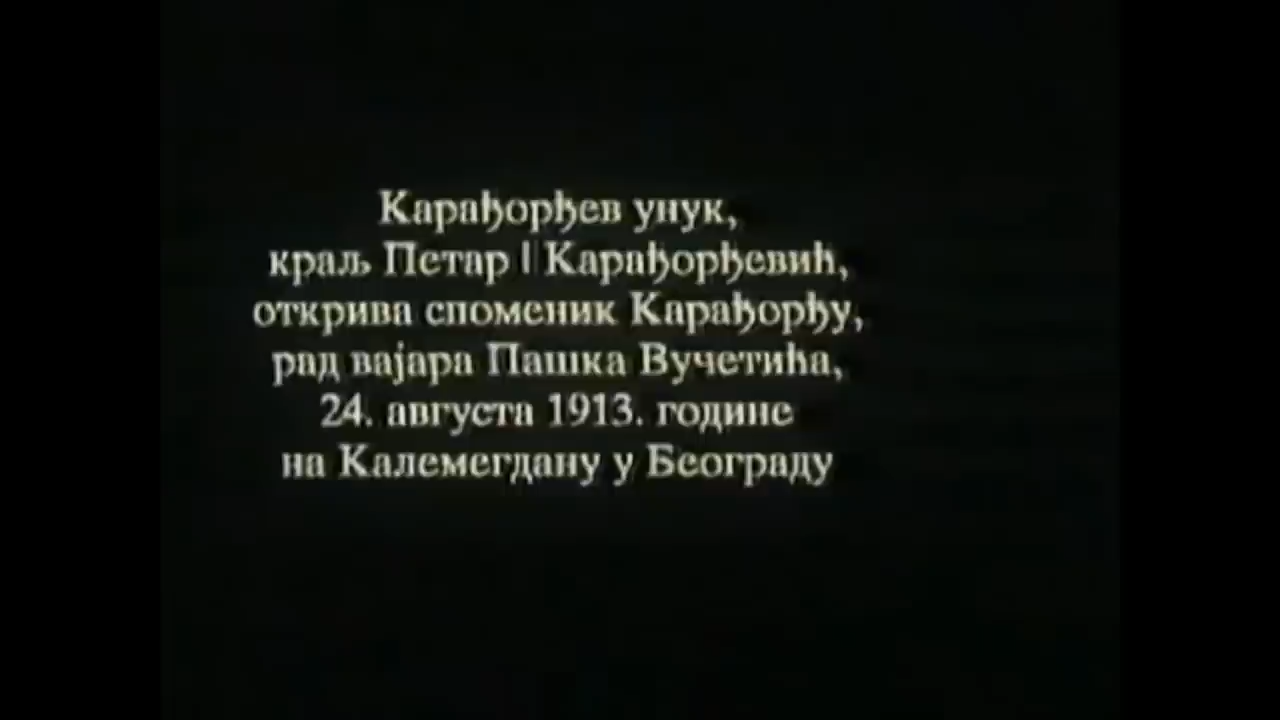 Карађорђев унук,
краљ Петар I Карађорђевић,
открива споменик Карађорђу,
рад вајара Пашка Вучетића,
24. августа 1913. године
на Калемегдану у Београду